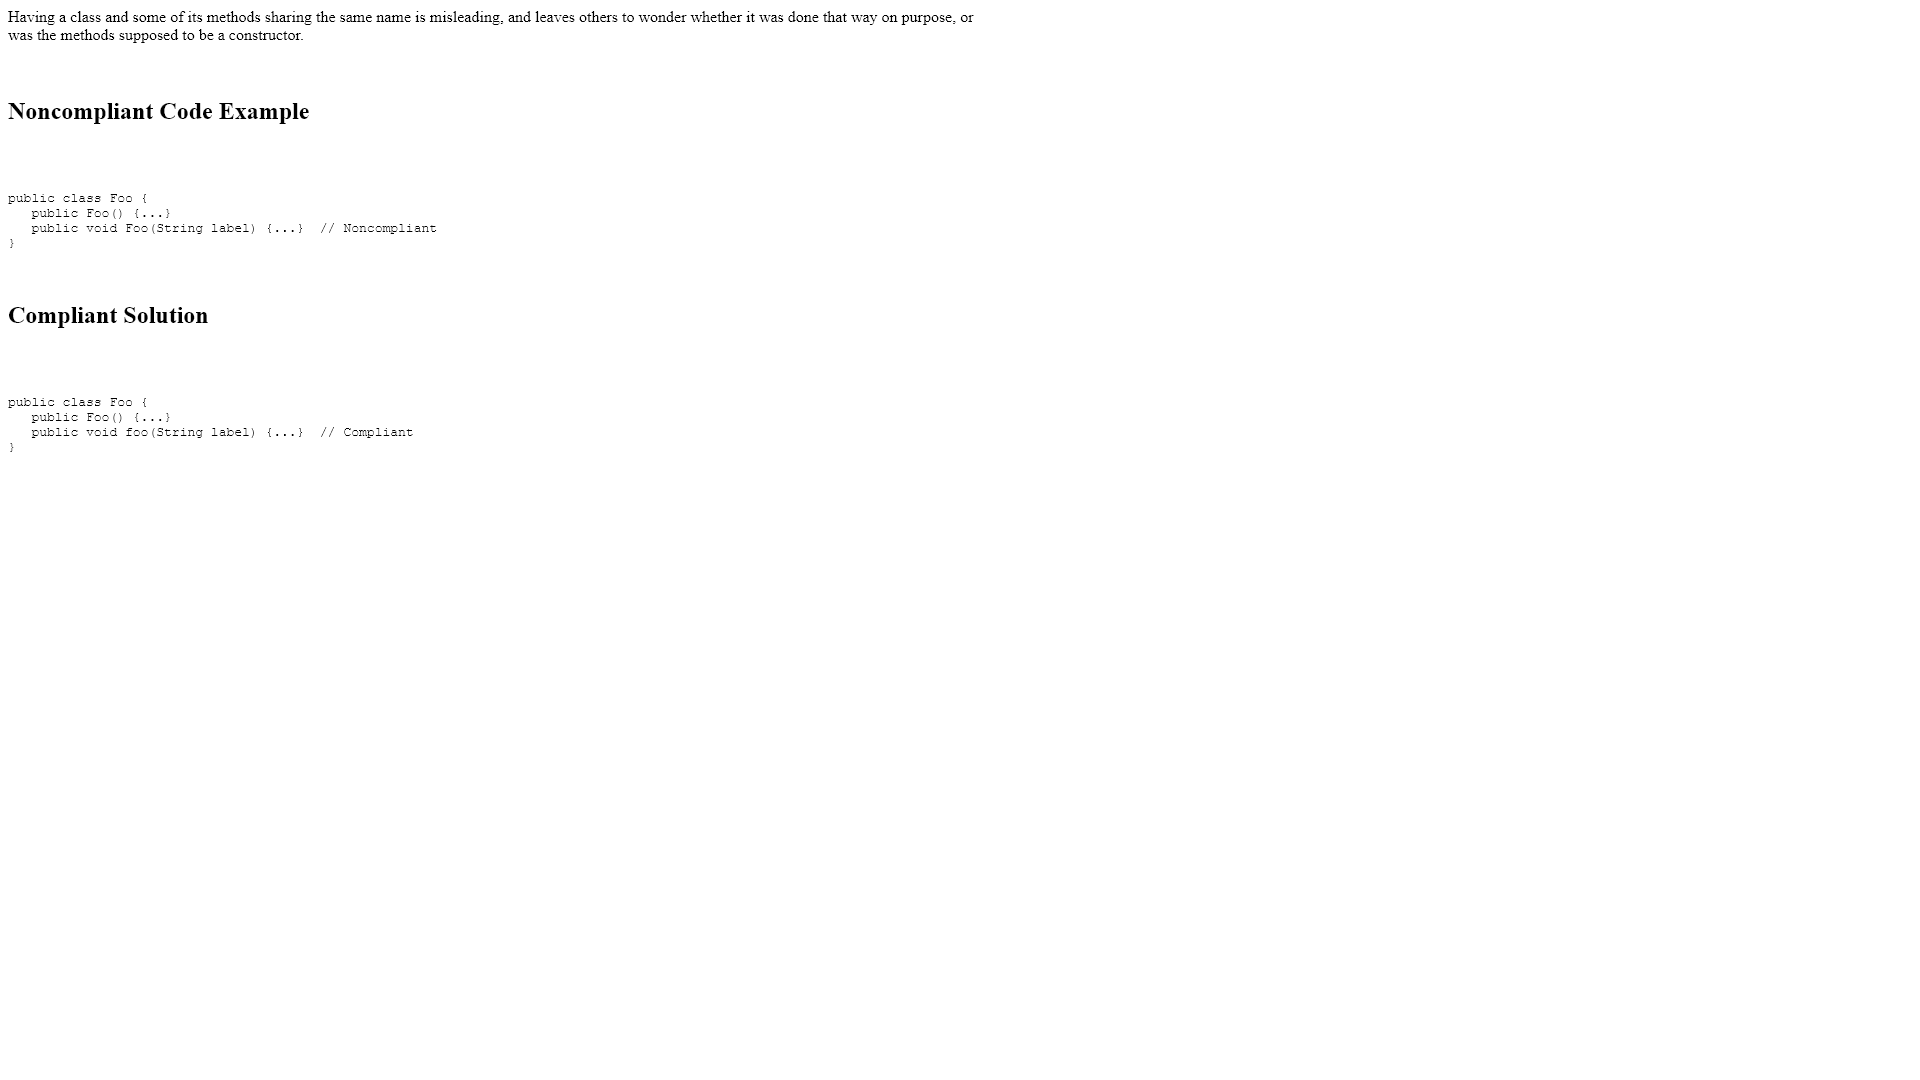 Having a class and some of its methods sharing the same name is misleading, and leaves others to wonder whether it was done that way on purpose, or
was the methods supposed to be a constructor.
Noncompliant Code Example
public class Foo {
   public Foo() {...}
   public void Foo(String label) {...}  // Noncompliant
}
Compliant Solution
public class Foo {
   public Foo() {...}
   public void foo(String label) {...}  // Compliant
}